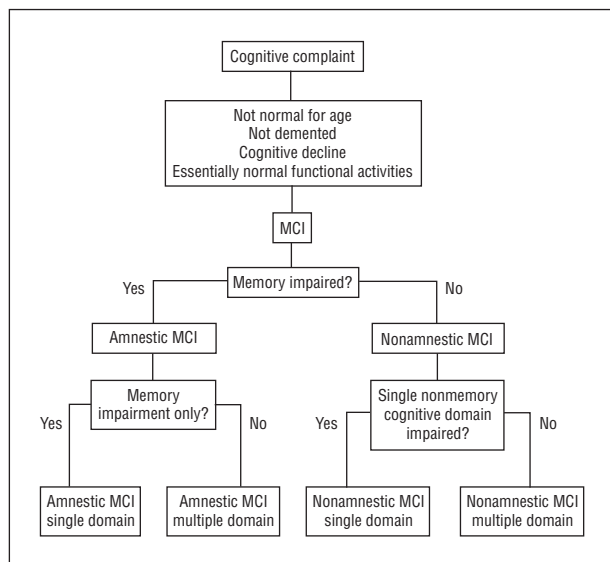 Cognitive complaint
Not normal for age
Not demented
Cognitive decline
Essentially normal functional activities
MCI
Memory impaired?
Yes
No
Amnestic MCI
Nonamnestic MCI
Memory
impairment only?
Single nonmemory
cognitive domain
impaired?
Yes
No
Yes
No
Amnestic MCI
single domain
Amnestic MCI
multiple domain
Nonamnestic MCI
single domain
Nonamnestic MCI
multiple domain